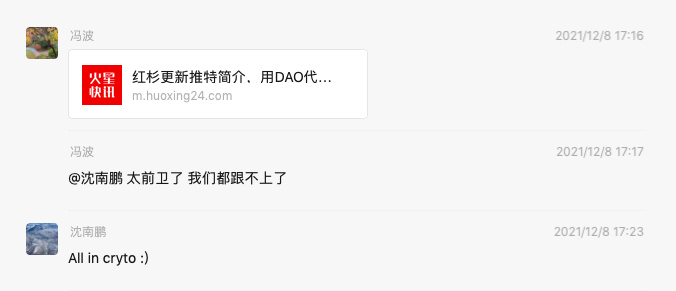 冯波 2021/12/8 17:16
火星
快讯
红杉更新推特简介，用DAO代...
m.huoxing24.com
冯波 2021/12/8 17:17
@沈南鹏 太前卫了 我们都跟不上了
沈南鹏 2021/12/8 17:23
All in cryto :)